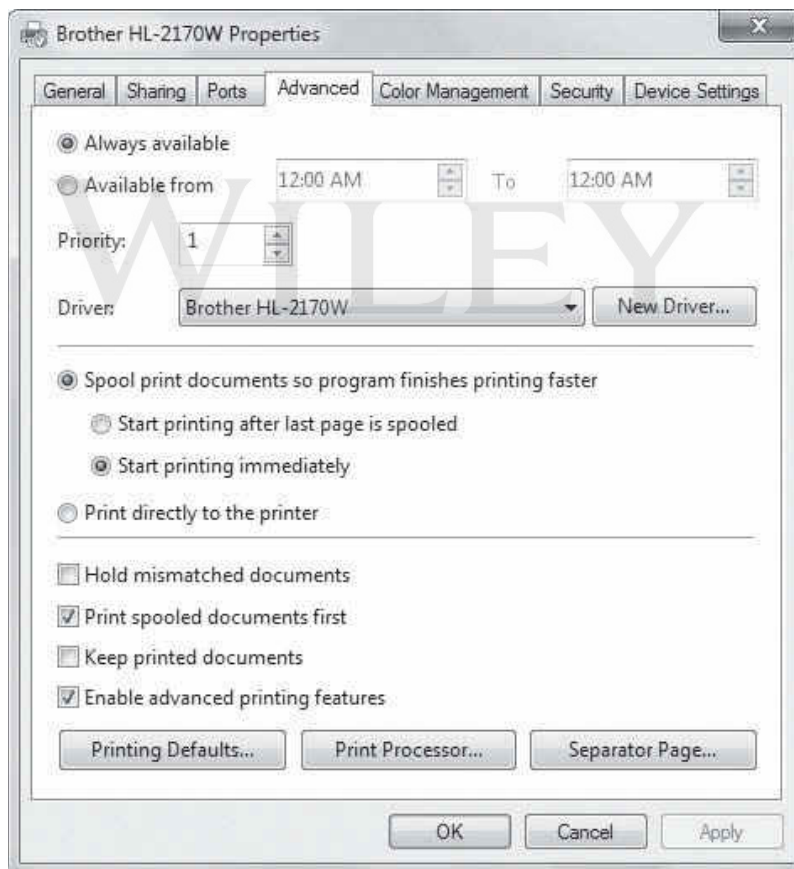 Brother HL-2170W Properties
General Sharing Ports Advanced Color Management Security Device Settings
Always available
Available from 12:00 AM To 12:00 AM
Priority: 1
Driver: Brother HL-2170W New Driver...
WILEY
Spool print documents so program finishes printing faster
Start printing after last page is spooled
Start printing immediately
Print directly to the printer
Hold mismatched documents
Print spooled documents first
Keep printed documents
Enable advanced printing features
Printing Defaults... Print Processor... Separator Page...
OK Cancel Apply